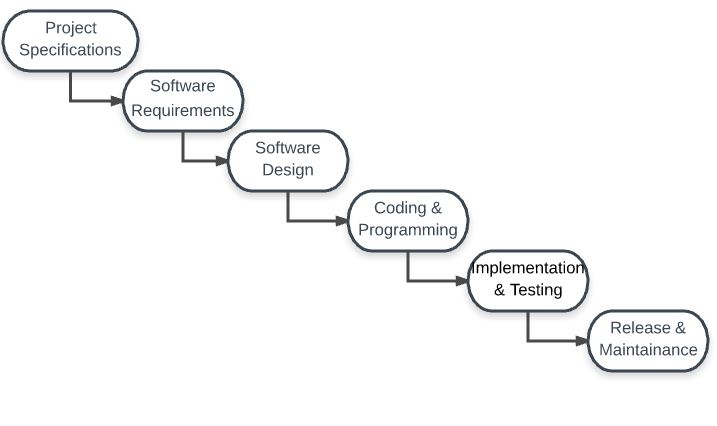 Project
Specifications
Software
Requirements
Software
Design
Coding &
Programming
Implementation
& Testing
Release &
Maintainance